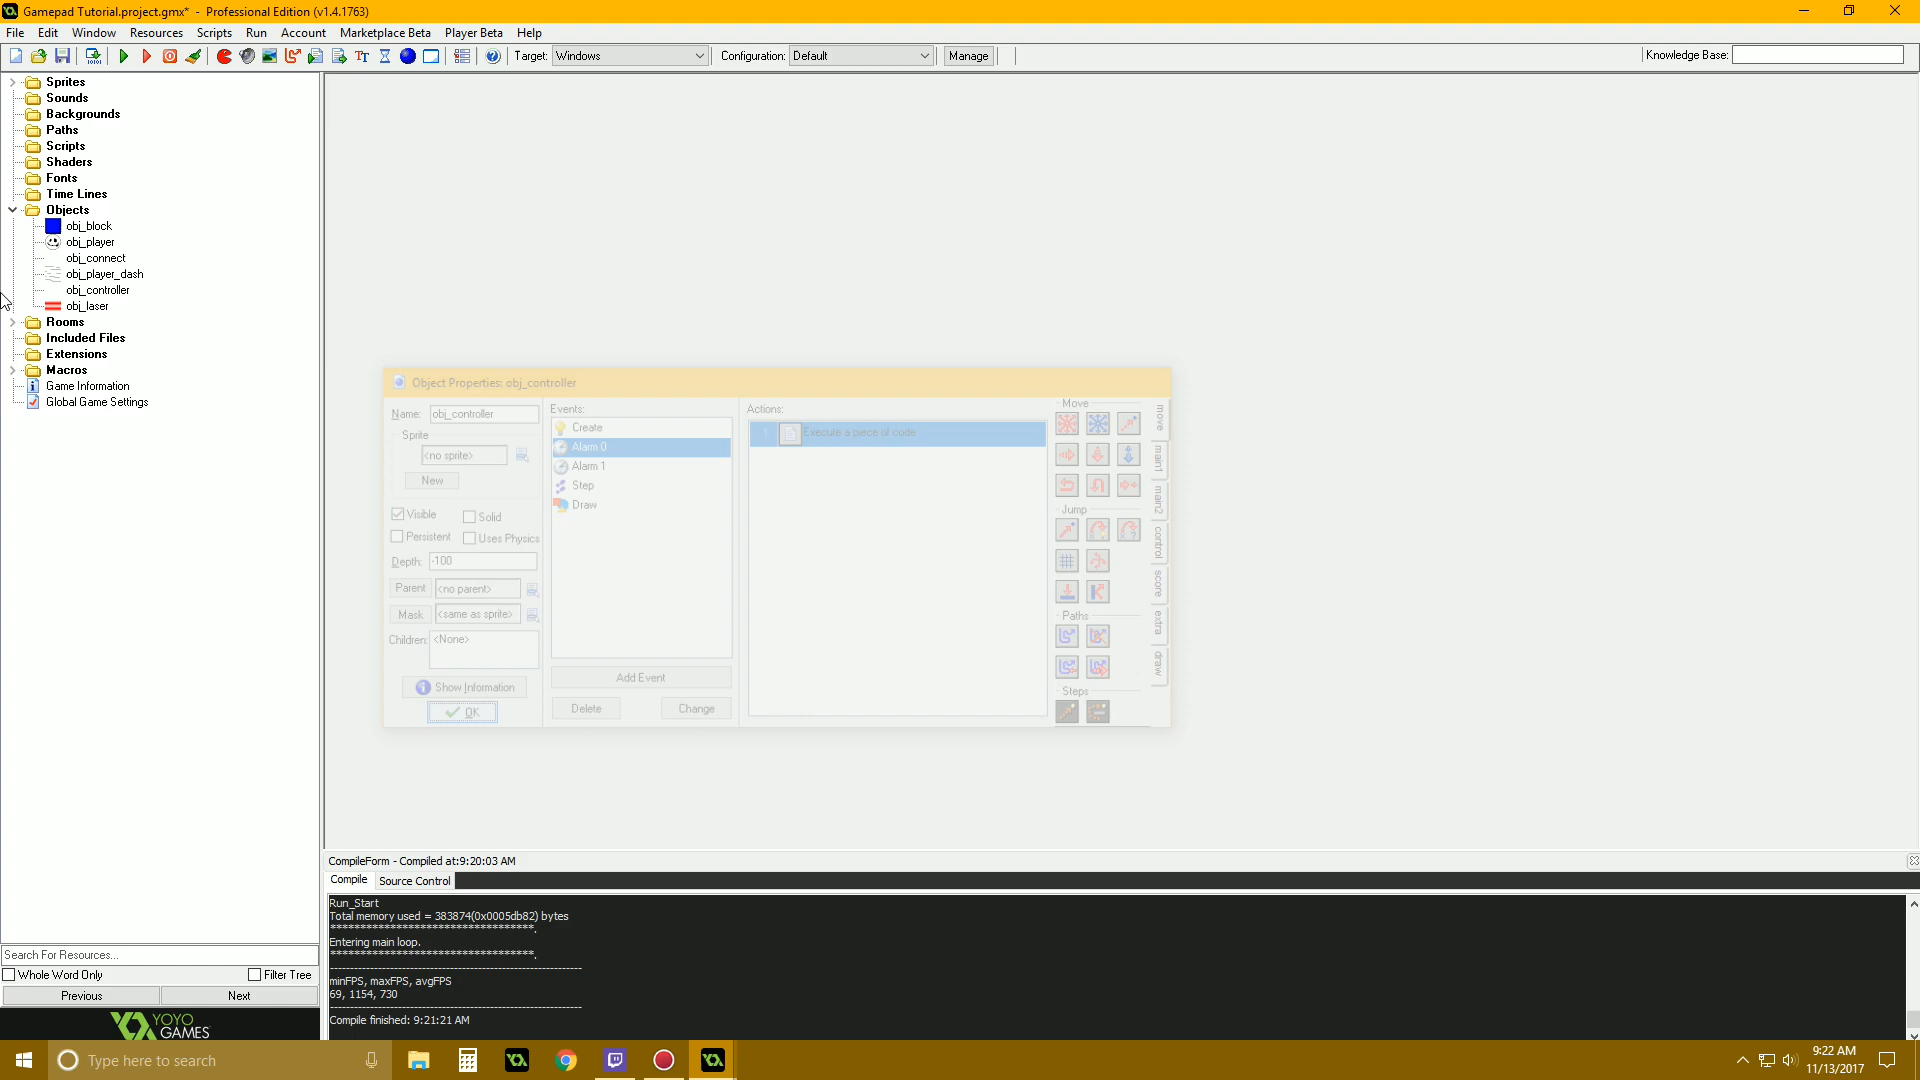 Gamepad Tutorial.project.gmx* - Professional Edition (v1.4.1763)
File Edit Window Resources Scripts Run Account Marketplace Beta Player Beta Help
Target: Windows Configuration: Default Manage Knowledge Base:
Sprites
Sounds
Backgrounds
Paths
Scripts
Shaders
Fonts
Time Lines
Objects
obj_block
obj_player
obj_connect
obj_player_dash
obj_controller
obj_laser
Rooms
Included Files
Extensions
Macros
Game Information
Global Game Settings
Object Properties: obj_controller
Name: obj_controller
Sprite
<no sprite>
New
Visible Solid
Persistent Uses Physics
Depth: -100
Parent <no parent>
Mask <same as sprite>
Children: <None>
Show Information
OK
Events:
Create
Alarm 0
Alarm 1
Step
Draw
Add Event
Delete Change
Actions:
1 Execute a piece of code
Move
Jump
Paths
Steps
move
main1
main2
control
score
extra
draw
CompileForm - Compiled at:9:20:03 AM
Compile Source Control
Run_Start
Total memory used = 383874(0x0005db82) bytes
**********************************.
Entering main loop.
**********************************.
minFPS, maxFPS, avgFPS
69, 1154, 730
Compile finished: 9:21:21 AM
Search For Resources...
Whole Word Only Filter Tree
Previous Next
YOYO
GAMES
Type here to search
9:22 AM
11/13/2017